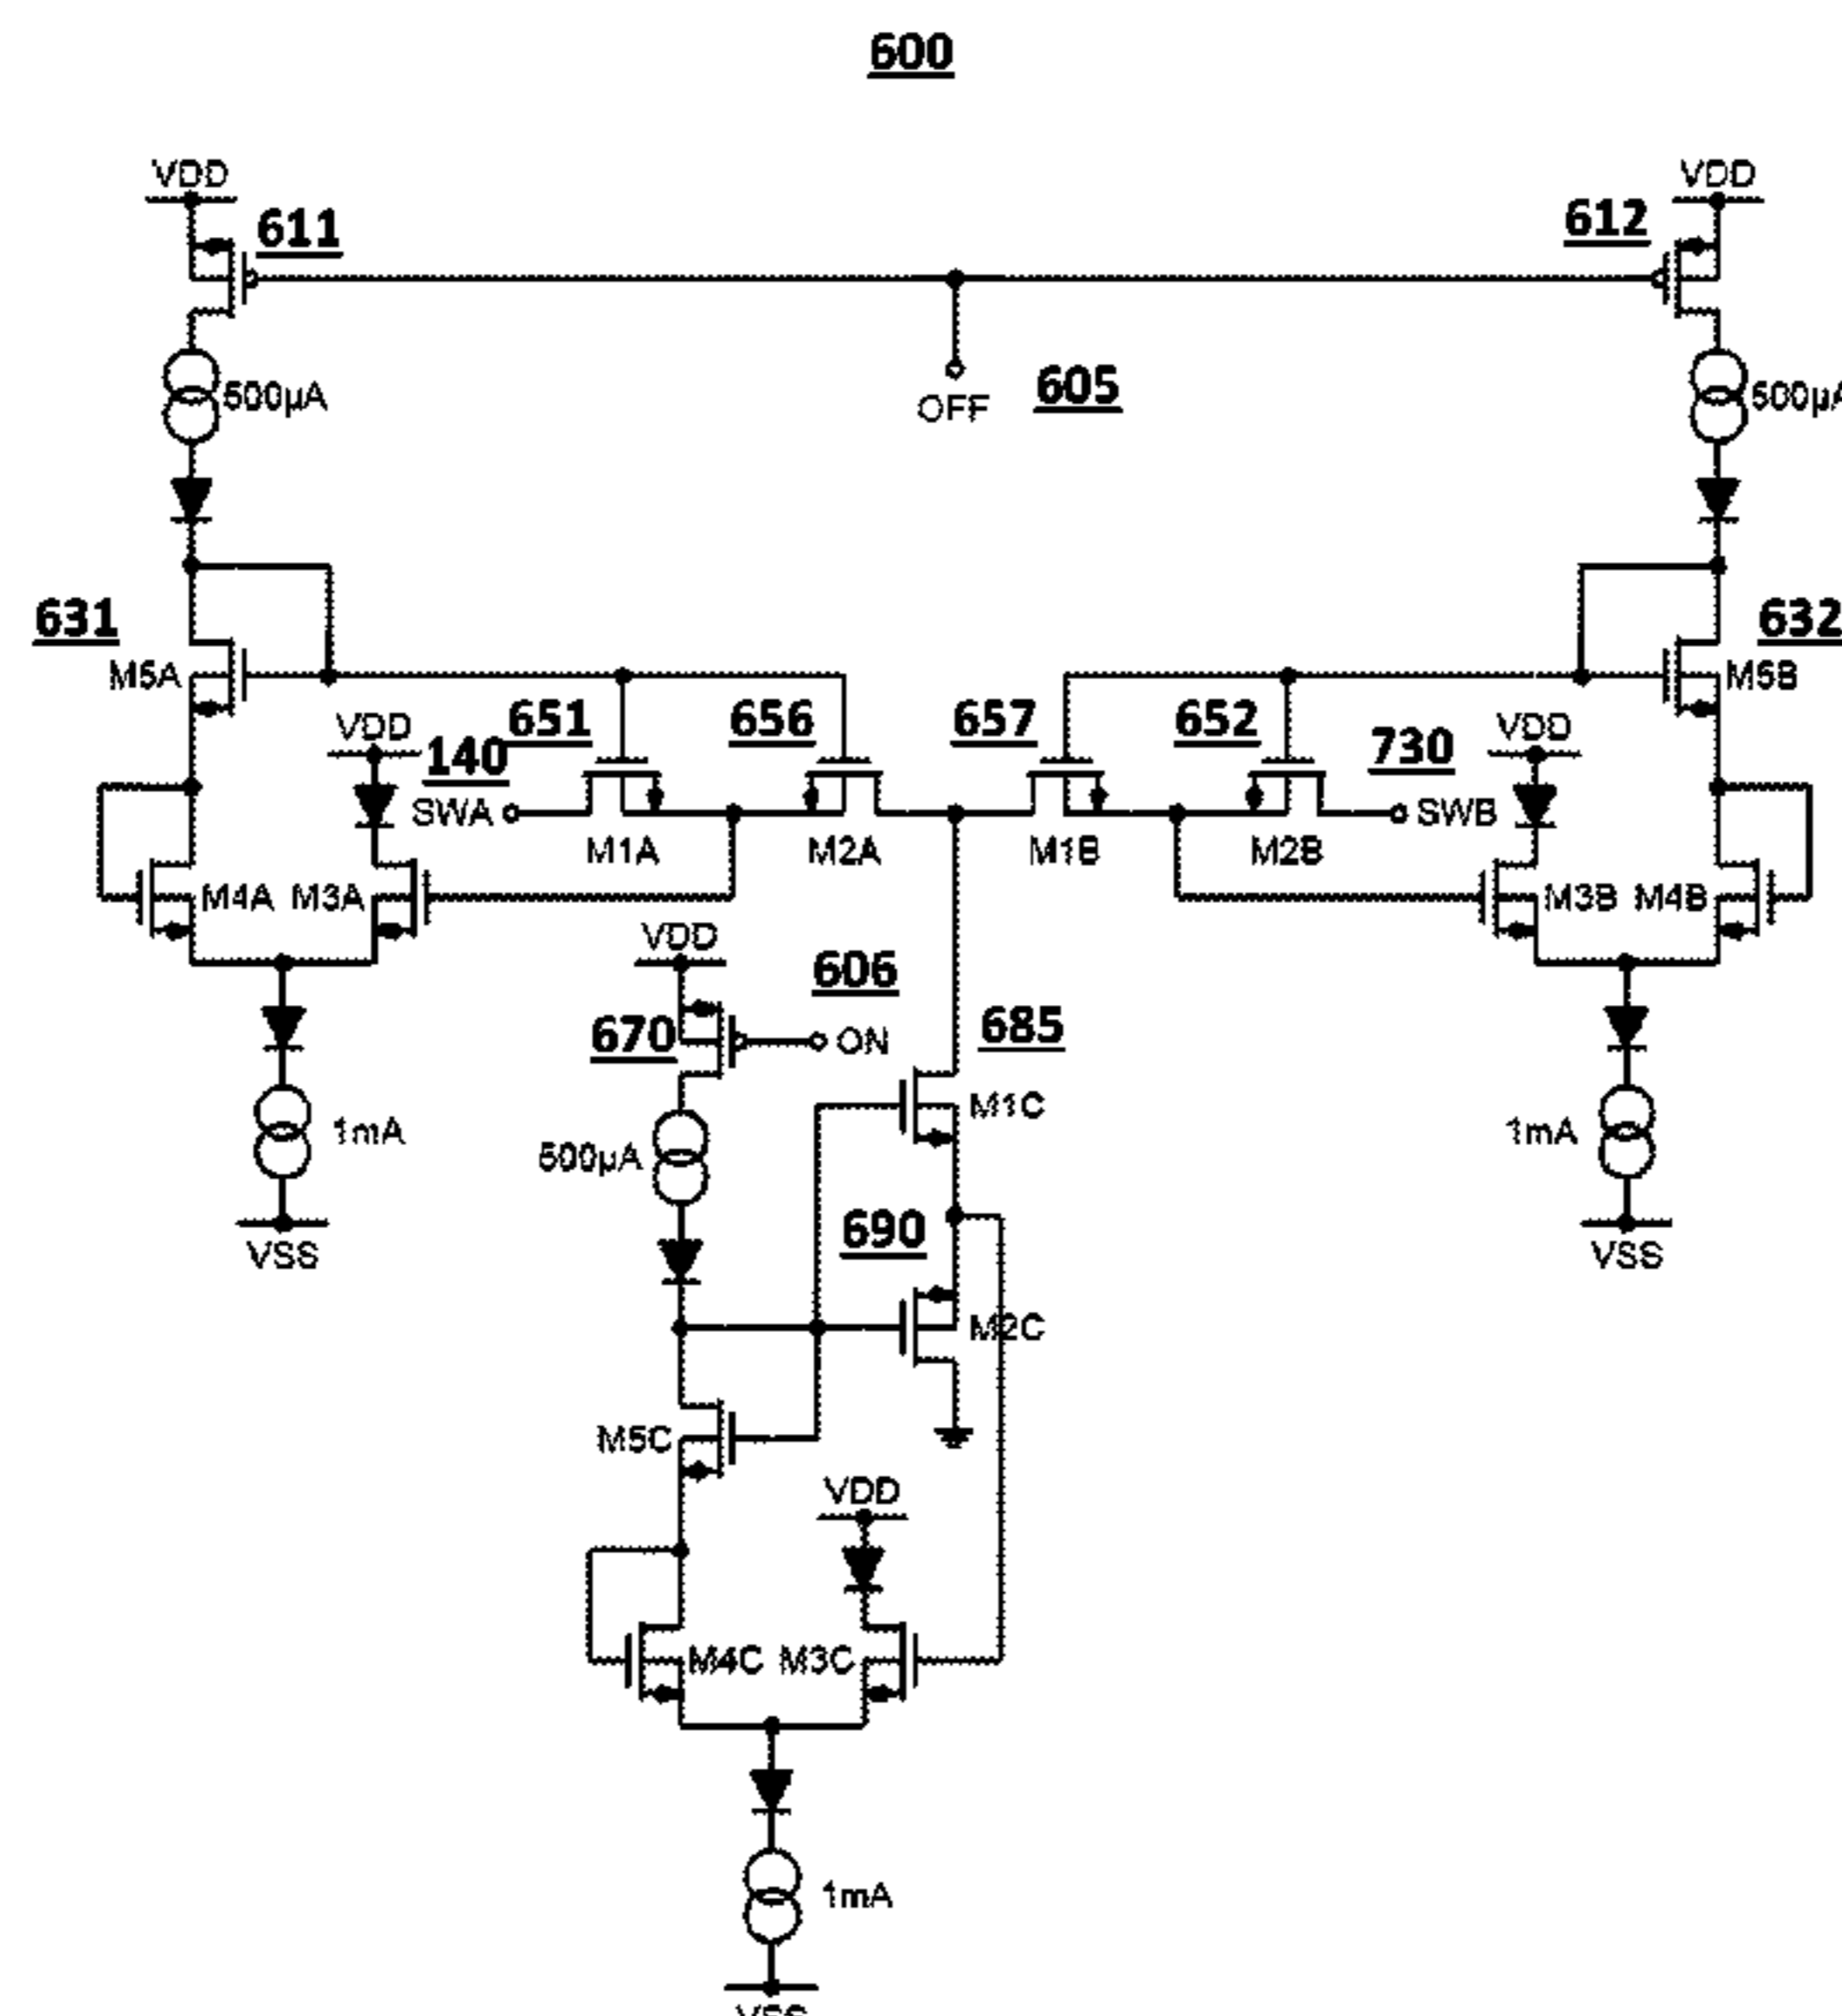 600
VDD
VDD
611
612
500µA
500µA
605
OFF
631
632
M5A
M5B
VDD
651
656
657
652
VDD
140
730
SWA
SWB
M1A
M2A
M1B
M2B
M4A
M3A
M3B
M4B
VDD
606
670
ON
685
M1C
1mA
1mA
500µA
690
VSS
VSS
M2C
M5C
VDD
M4C
M3C
1mA
VSS